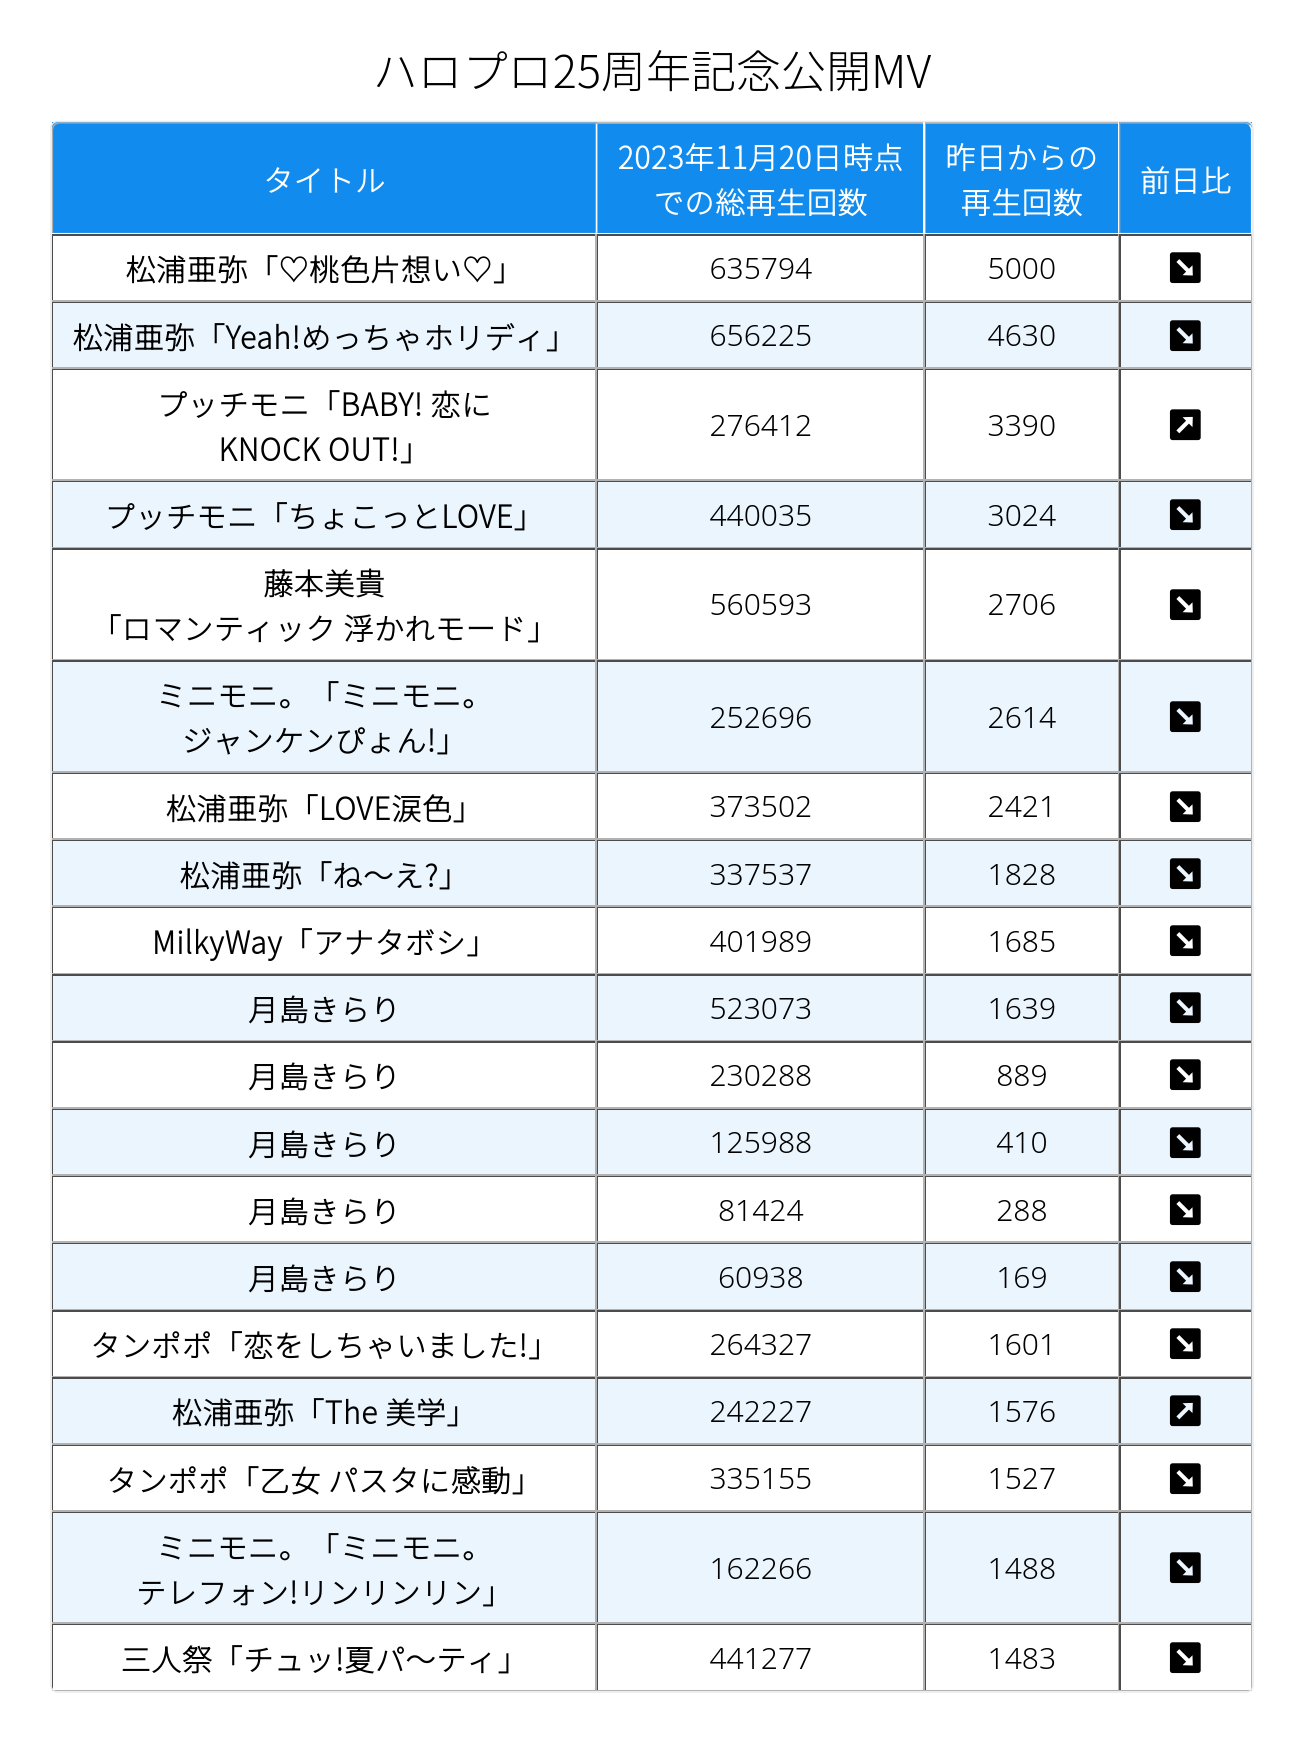 ハロプロ25周年記念公開MV
タイトル
2023年11月20日時点
での総再生回数
昨日からの
再生回数
前日比
松浦亜弥「♡桃色片想い♡」 635794 5000 ↘
松浦亜弥「Yeah!めっちゃホリディ」 656225 4630 ↘
プッチモニ「BABY! 恋に
KNOCK OUT!」 276412 3390 ↗
プッチモニ「ちょこっとLOVE」 440035 3024 ↘
藤本美貴
「ロマンティック 浮かれモード」 560593 2706 ↘
ミニモニ。「ミニモニ。
ジャンケンぴょん!」 252696 2614 ↘
松浦亜弥「LOVE涙色」 373502 2421 ↘
松浦亜弥「ね～え?」 337537 1828 ↘
MilkyWay「アナタボシ」 401989 1685 ↘
月島きらり 523073 1639 ↘
月島きらり 230288 889 ↘
月島きらり 125988 410 ↘
月島きらり 81424 288 ↘
月島きらり 60938 169 ↘
タンポポ「恋をしちゃいました!」 264327 1601 ↘
松浦亜弥「The 美学」 242227 1576 ↗
タンポポ「乙女 パスタに感動」 335155 1527 ↘
ミニモニ。「ミニモニ。
テレフォン!リンリンリン」 162266 1488 ↘
三人祭「チュッ!夏パ～ティ」 441277 1483 ↘